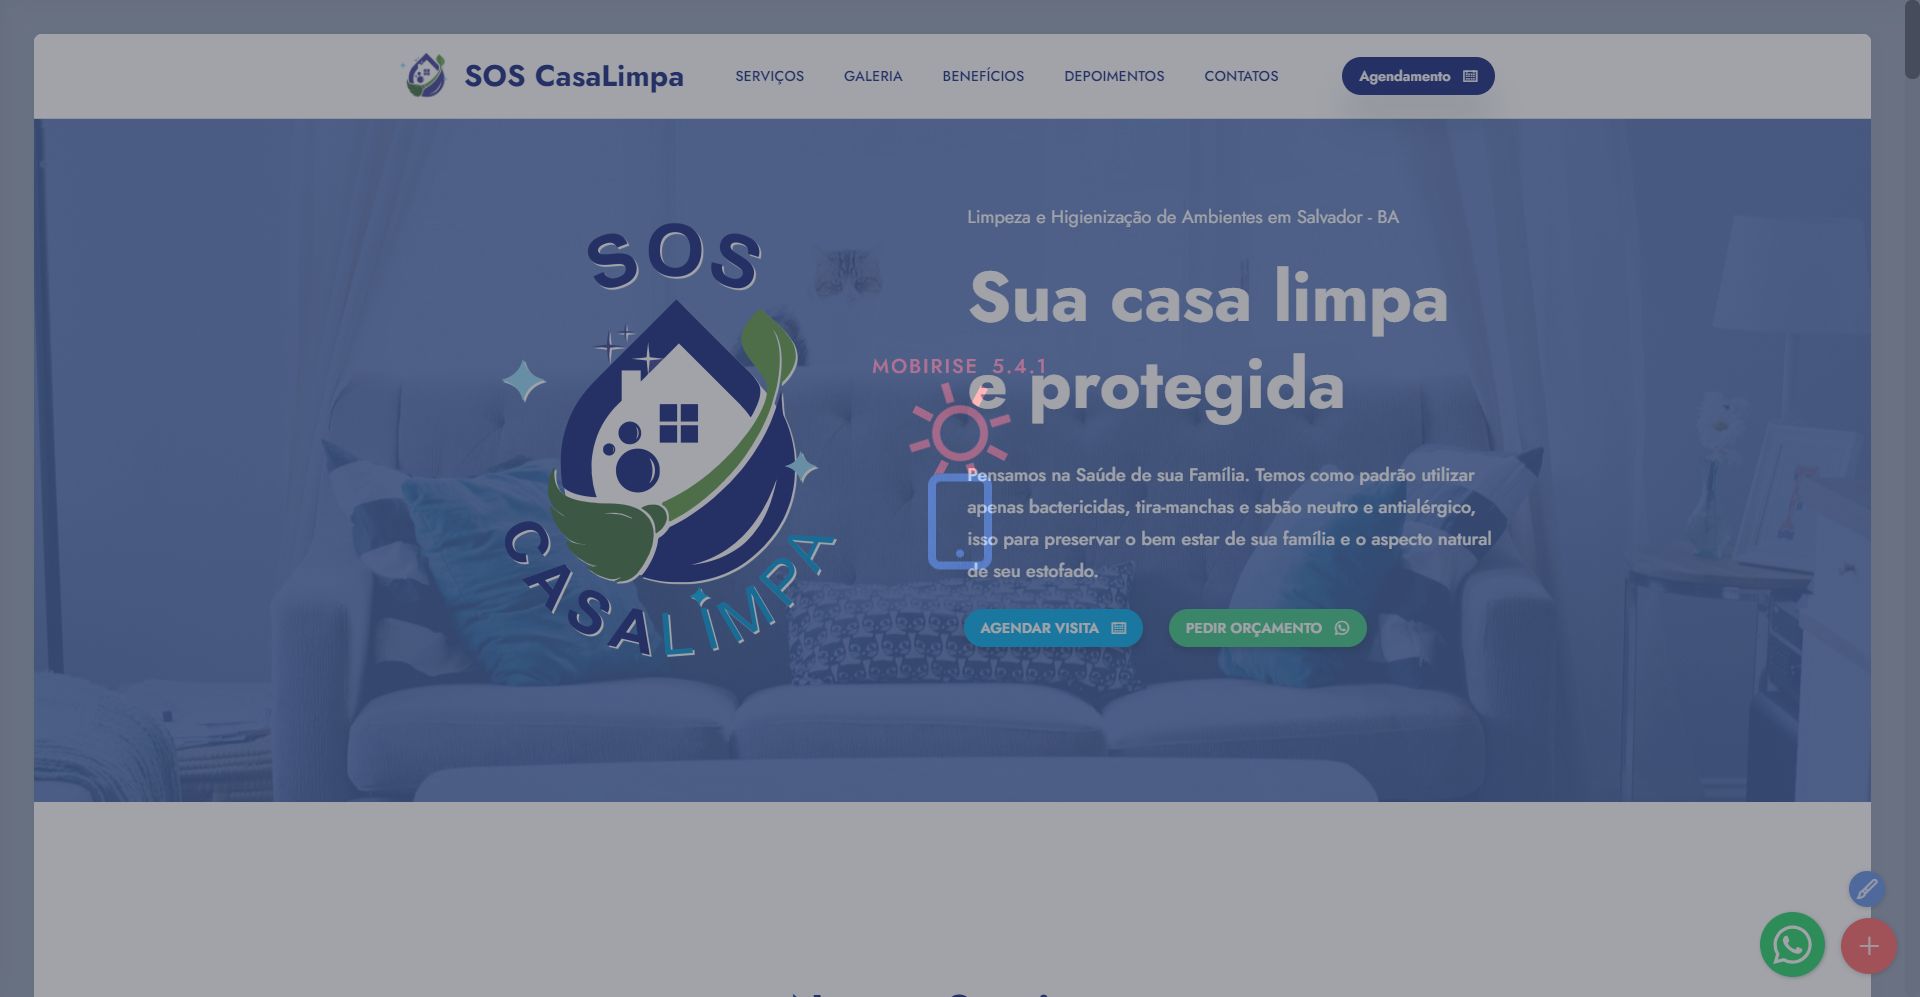 SOS CasaLimpa
SERVIÇOS
GALERIA
BENEFÍCIOS
DEPOIMENTOS
CONTATOS
Agendamento
SOS
CASALIMPA
Limpeza e Higienização de Ambientes em Salvador - BA
Sua casa limpa
e protegida
MOBIRISE 5.4.1
Pensamos na Saúde de sua Família. Temos como padrão utilizar
apenas bactericidas, tira-manchas e sabão neutro e antialérgico,
isso para preservar o bem estar de sua família e o aspecto natural
de seu estofado.
AGENDAR VISITA
PEDIR ORÇAMENTO